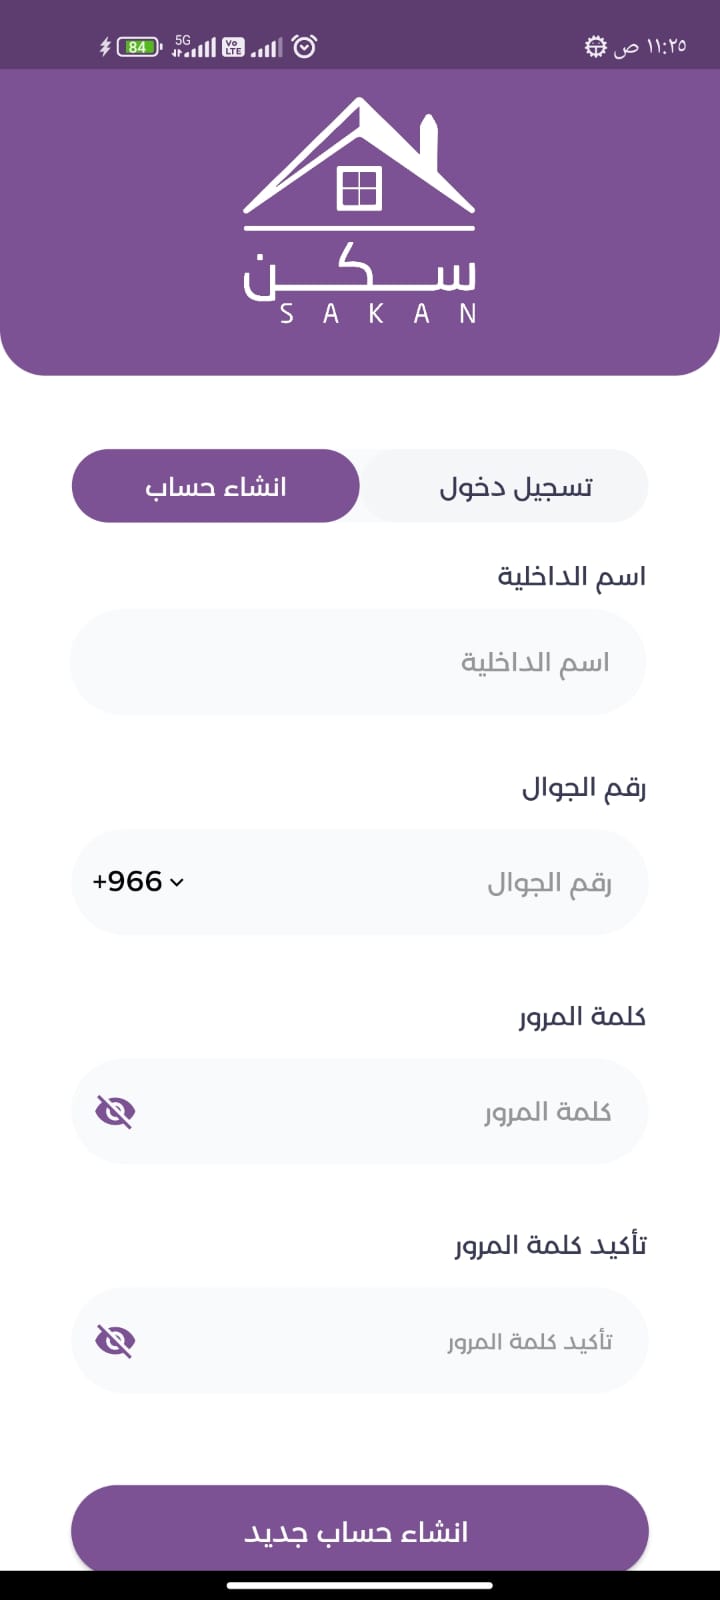 ١١:٢٥ ص
5G
Vo LTE
84
سكن
SAKAN
تسجيل دخول
انشاء حساب
اسم الداخلية
اسم الداخلية
رقم الجوال
رقم الجوال
+966
كلمة المرور
كلمة المرور
تأكيد كلمة المرور
تأكيد كلمة المرور
انشاء حساب جديد